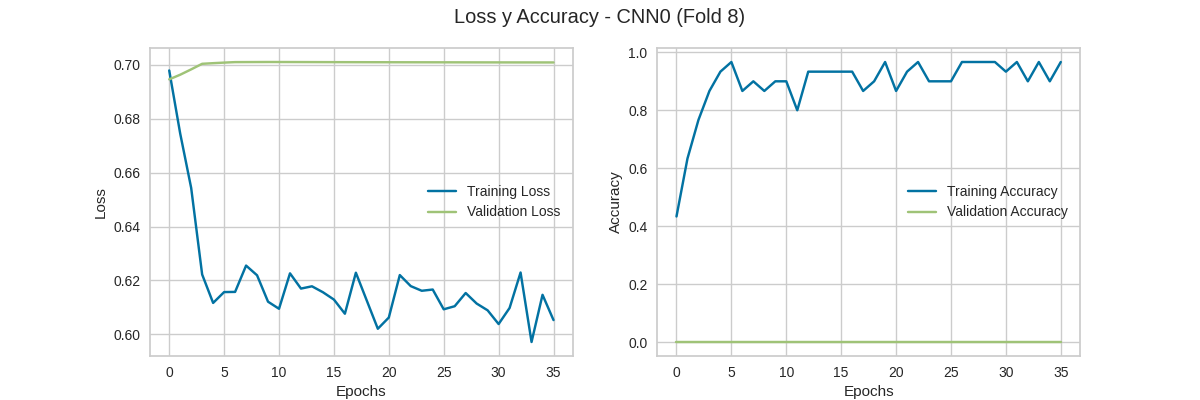 Loss y Accuracy - CNN0 (Fold 8)
0.70
0.68
0.66
0.64
0.62
0.60
Loss
0 5 10 15 20 25 30 35
Epochs
Training Loss
Validation Loss
1.0
0.8
0.6
0.4
0.2
0.0
Accuracy
0 5 10 15 20 25 30 35
Epochs
Training Accuracy
Validation Accuracy